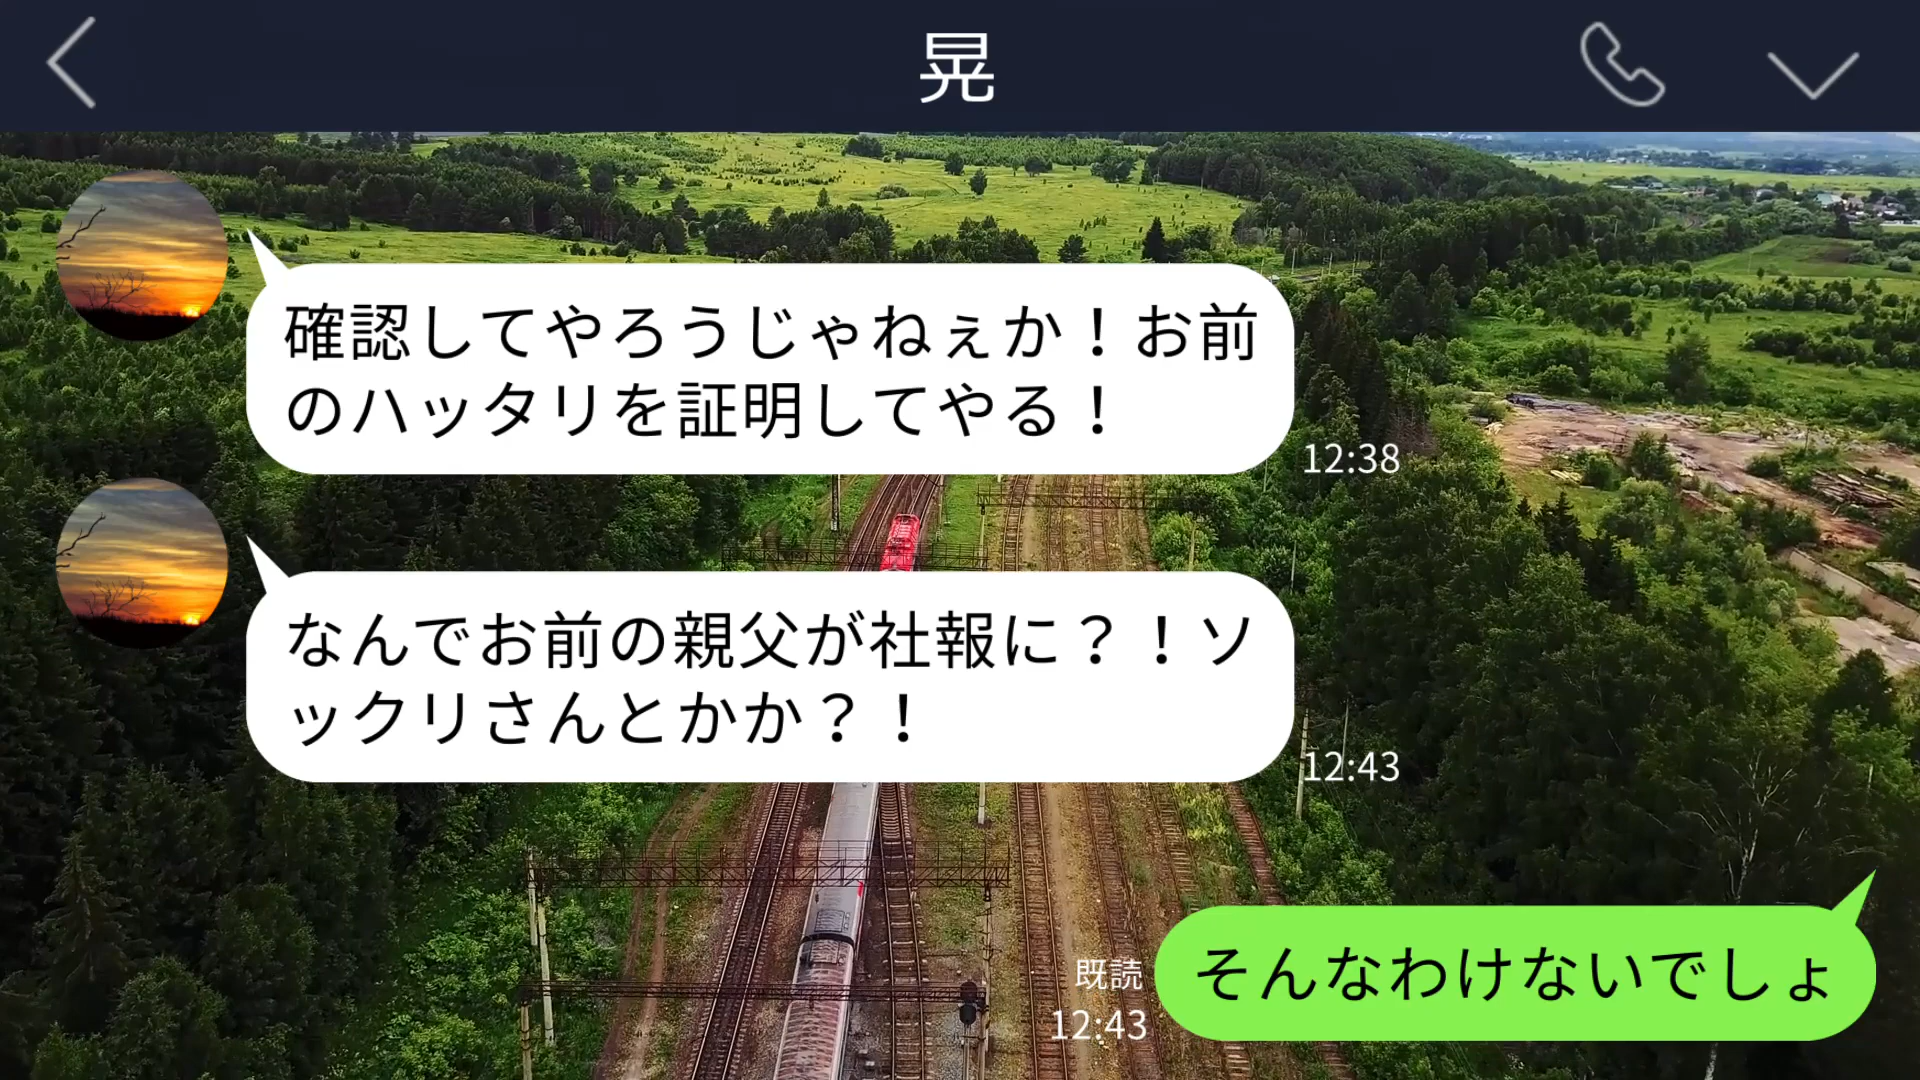 晃
確認してやろうじゃねぇか！お前
のハッタリを証明してやる！
12:38
なんでお前の親父が社報に？！ソ
ックリさんとかか？！
12:43
そんなわけないでしょ
既読
12:43